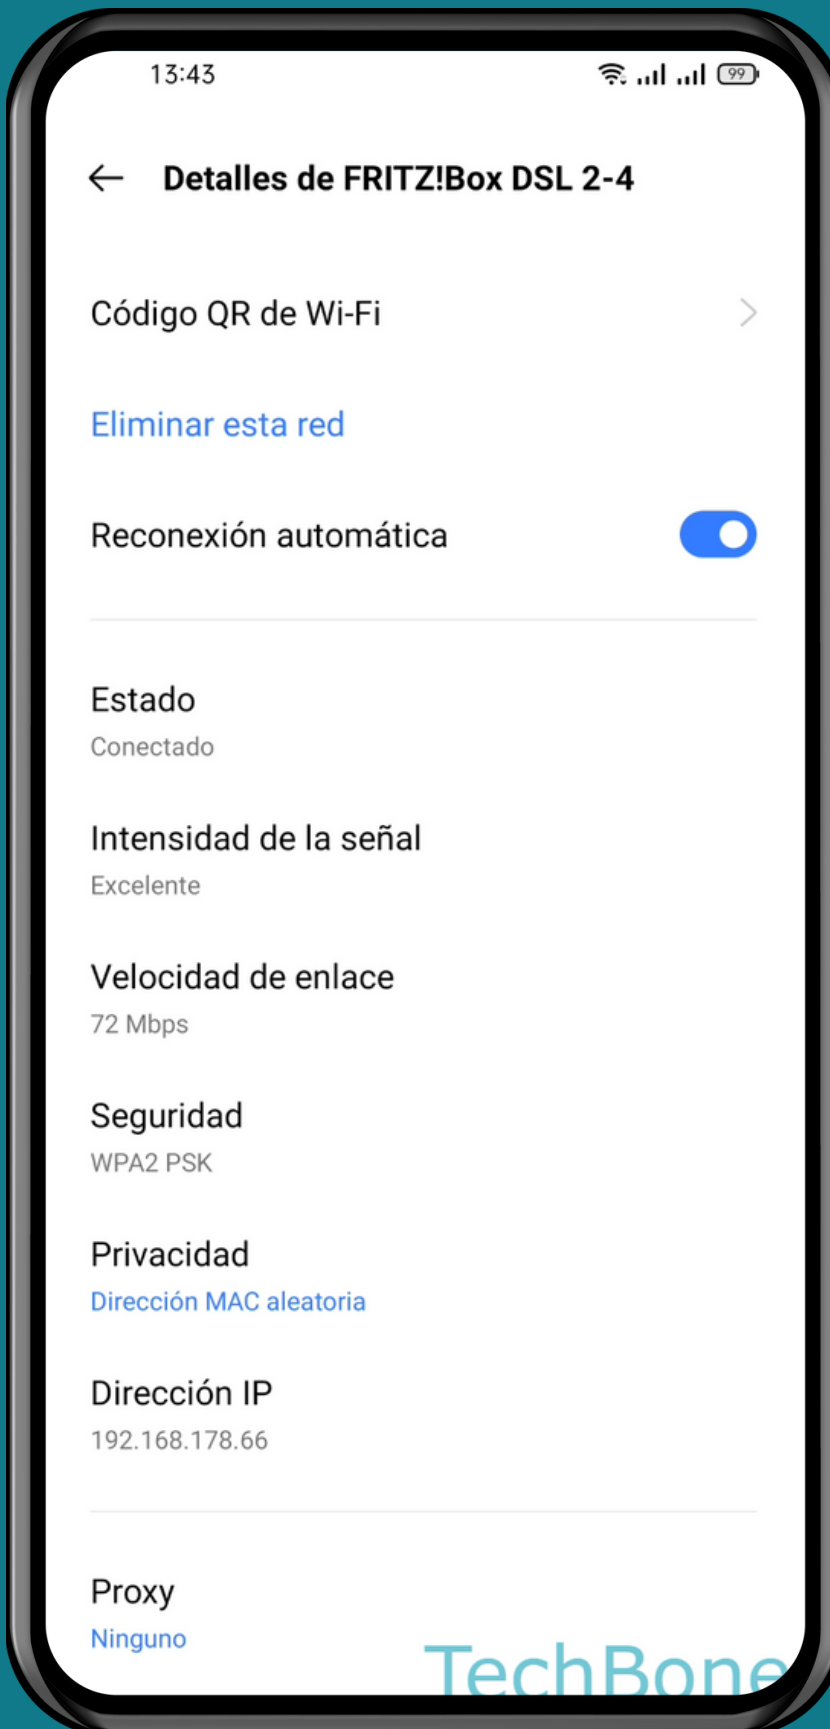 13:43
99
Detalles de FRITZ!Box DSL 2-4
Código QR de Wi-Fi
Eliminar esta red
Reconexión automática
Estado
Conectado
Intensidad de la señal
Excelente
Velocidad de enlace
72 Mbps
Seguridad
WPA2 PSK
Privacidad
Dirección MAC aleatoria
Dirección IP
192.168.178.66
Proxy
Ninguno
TechBone